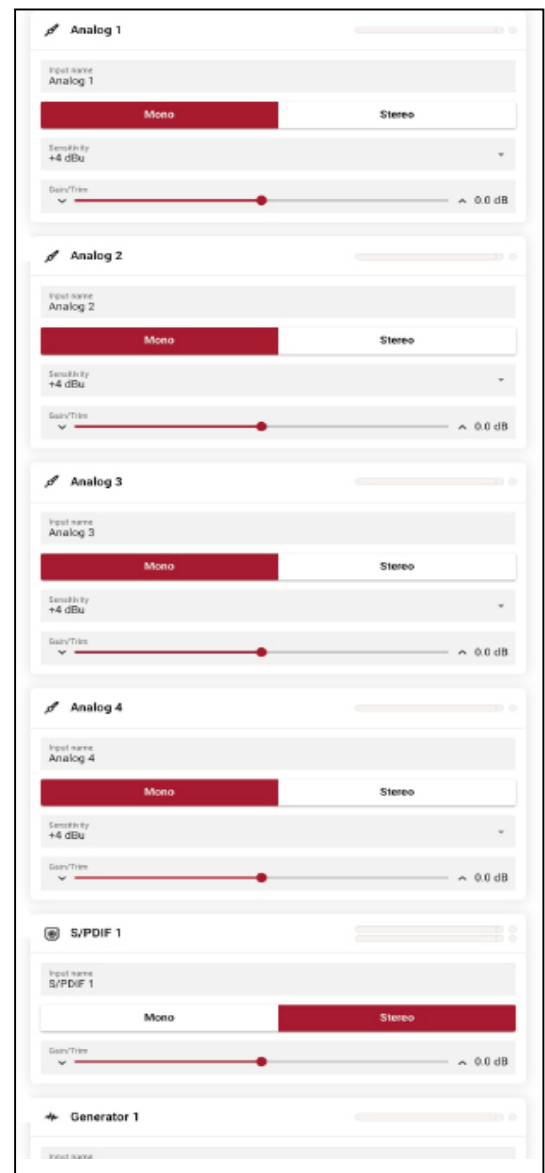 Analog 1
Input name
Analog 1
Mono Stereo
Sensitivity
+4 dBu
Gain/Trim
0.0 dB
Analog 2
Input name
Analog 2
Mono Stereo
Sensitivity
+4 dBu
Gain/Trim
0.0 dB
Analog 3
Input name
Analog 3
Mono Stereo
Sensitivity
+4 dBu
Gain/Trim
0.0 dB
Analog 4
Input name
Analog 4
Mono Stereo
Sensitivity
+4 dBu
Gain/Trim
0.0 dB
S/PDIF 1
Input name
S/PDIF 1
Mono Stereo
Gain/Trim
0.0 dB
Generator 1
Input name